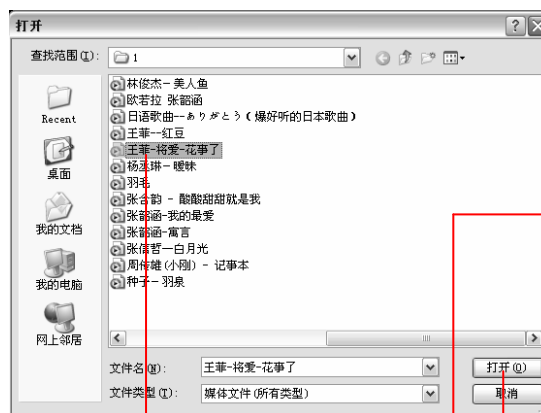 打开
查找范围(I): 1
林俊杰-美人鱼
欧若拉 张韶涵
日语歌曲--ありがとう(爆好听的日本歌曲)
王菲--红豆
王菲-将爱-花事了
杨丞琳-暧昧
羽毛
张含韵 - 酸酸甜甜就是我
张韶涵-我的最爱
张韶涵-寓言
张信哲--白月光
周传雄(小刚) - 记事本
种子-羽泉
Recent
桌面
我的文档
我的电脑
网上邻居
文件名(N): 王菲-将爱-花事了 打开(O)
文件类型(T): 媒体文件(所有类型) 取消